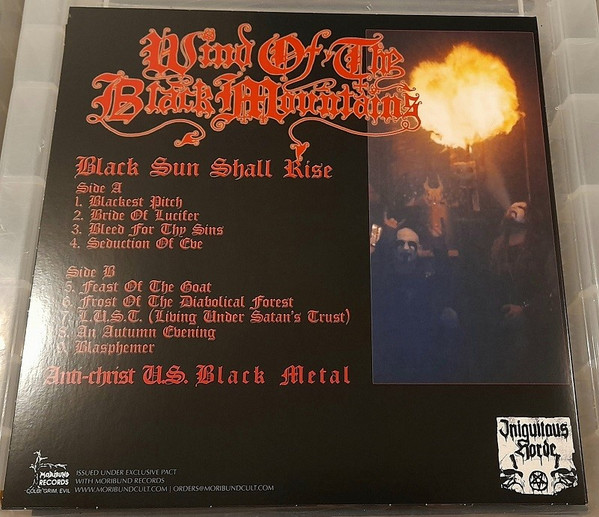 Wind Of The
Black Mountains
Black Sun Shall Rise
Side A
1. Blackest Pitch
2. Bride Of Lucifer
3. Bleed For Thy Sins
4. Seduction Of Eve
Side B
5. Feast Of The Goat
6. Frost Of The Diabolical Forest
7. L.U.S.T. (Living Under Satan's Trust)
8. An Autumn Evening
9. Blasphemer
Anti-christ U.S. Black Metal
MORIBUND
RECORDS
COLD, GRIM, EVIL
ISSUED UNDER EXCLUSIVE PACT
WITH MORIBUND RECORDS
WWW.MORIBUNDCULT.COM | ORDERS@MORIBUNDCULT.COM
Iniquitous
Horde